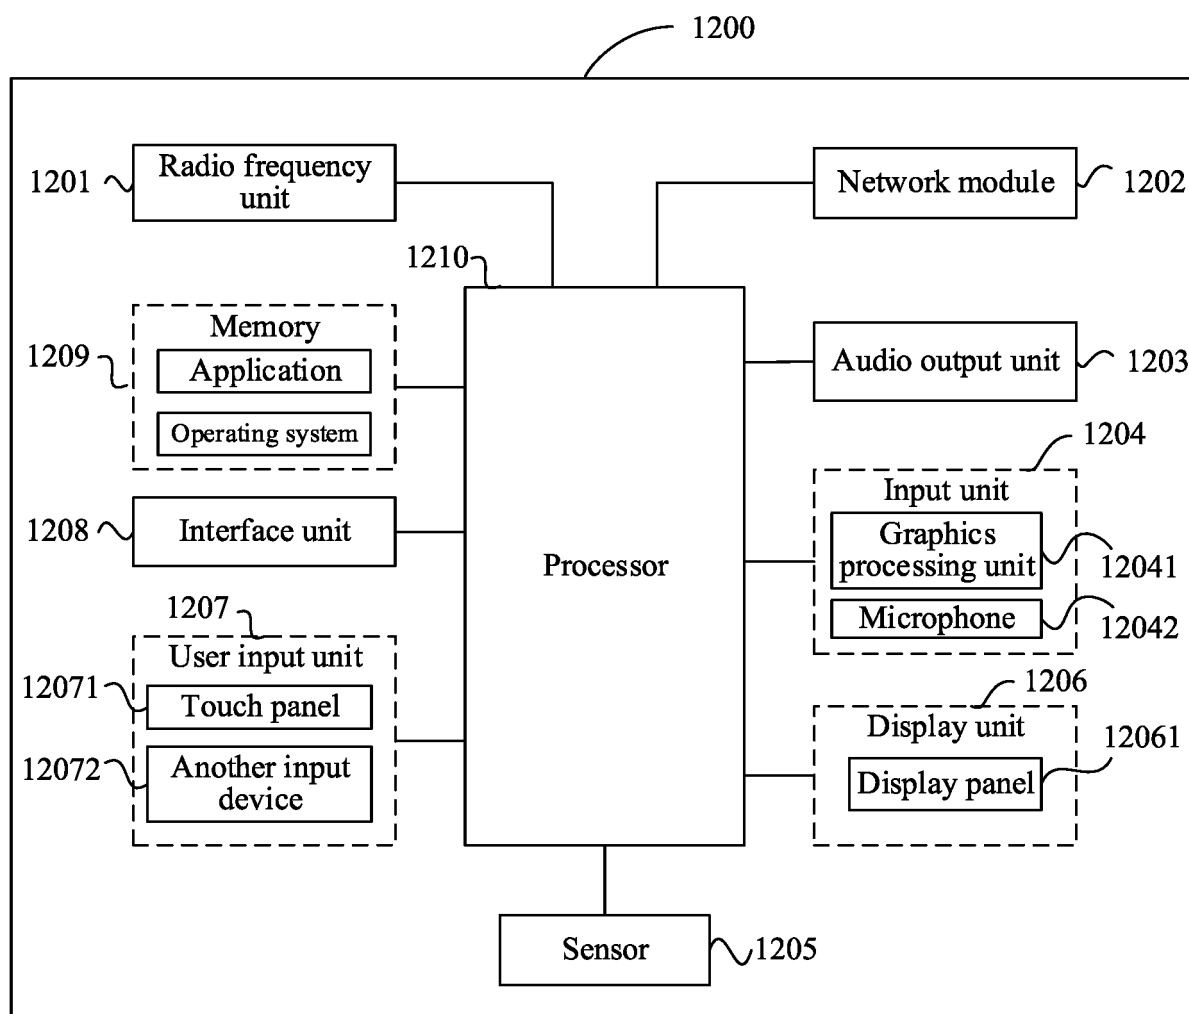 1200
1201
Radio frequency
unit
Network module
1202
1210
Memory
1209
Application
Operating system
Audio output unit
1203
1204
Input unit
Graphics
processing unit
12041
Microphone
12042
1208
Interface unit
Processor
1207
User input unit
12071
Touch panel
12072
Another input
device
1206
Display unit
12061
Display panel
Sensor
1205